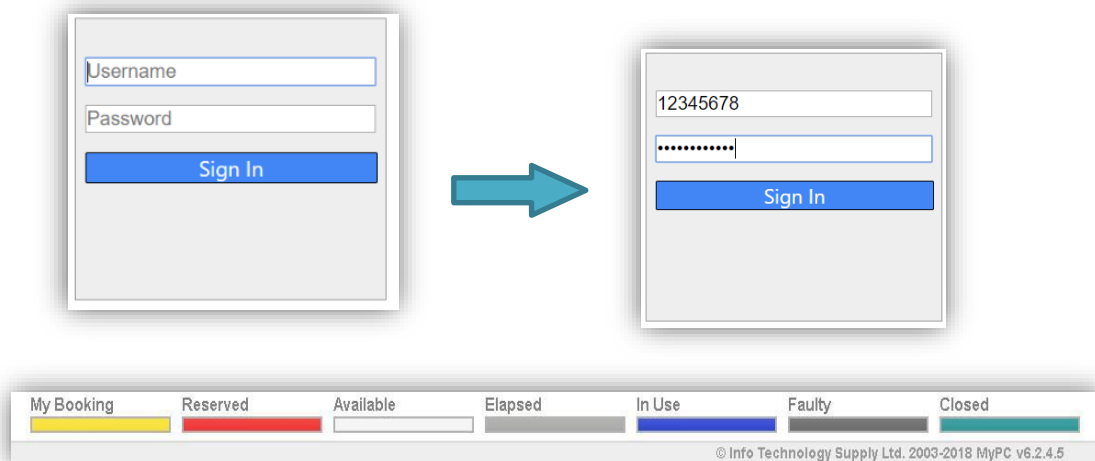 Username
Password
Sign In
12345678
••••••••••••
Sign In
My Booking Reserved Available Elapsed In Use Faulty Closed
© Info Technology Supply Ltd. 2003-2018 MyPC v6.2.4.5